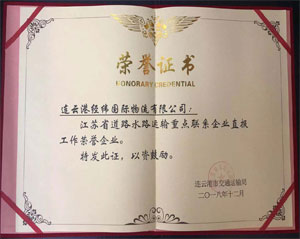 荣誉证书
HONORARY CREDENTIAL
连云港经纬国际物流有限公司：
江苏省道路水路运输重点联系企业直报
工作荣誉企业。
特发此证，以资鼓励。
连云港市交通运输局
二〇一八年十二月